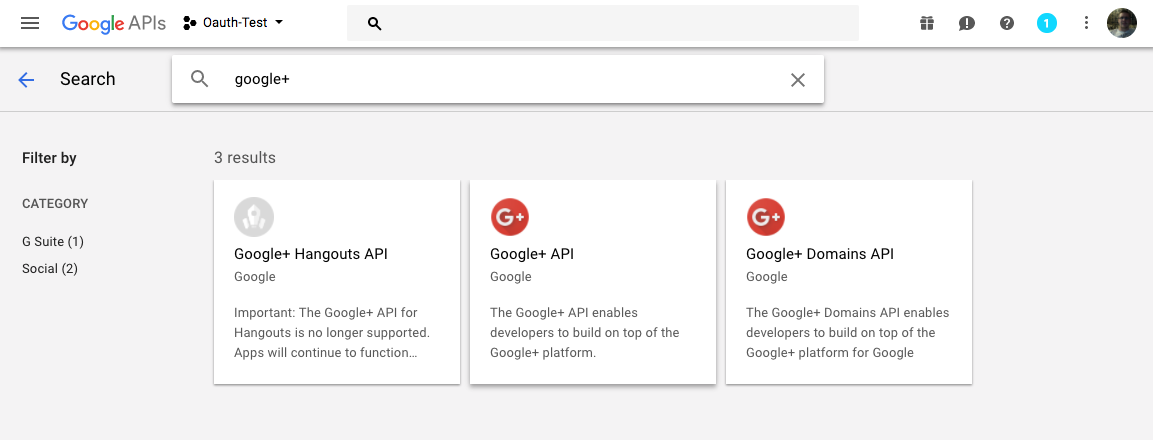 Google APIs
Oauth-Test
1
Search
google+
Filter by
CATEGORY
G Suite (1)
Social (2)
3 results
Google+ Hangouts API
Google
Important: The Google+ API for
Hangouts is no longer supported.
Apps will continue to function...
G+
Google+ API
Google
The Google+ API enables
developers to build on top of the
Google+ platform.
G+
Google+ Domains API
Google
The Google+ Domains API enables
developers to build on top of the
Google+ platform for Google